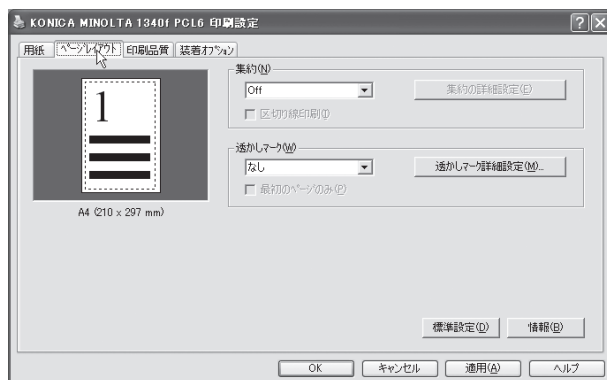 KONICA MINOLTA 1340f PCL6 印刷設定
用紙 ページレイアウト 印刷品質 装着オプション
1
A4 (210 x 297 mm)
集約(N)
Off
集約の詳細設定(E)
区切り線印刷(I)
透かしマーク(W)
なし
透かしマーク詳細設定(M)...
最初のページのみ(P)
標準設定(D) 情報(B)
OK キャンセル 適用(A) ヘルプ